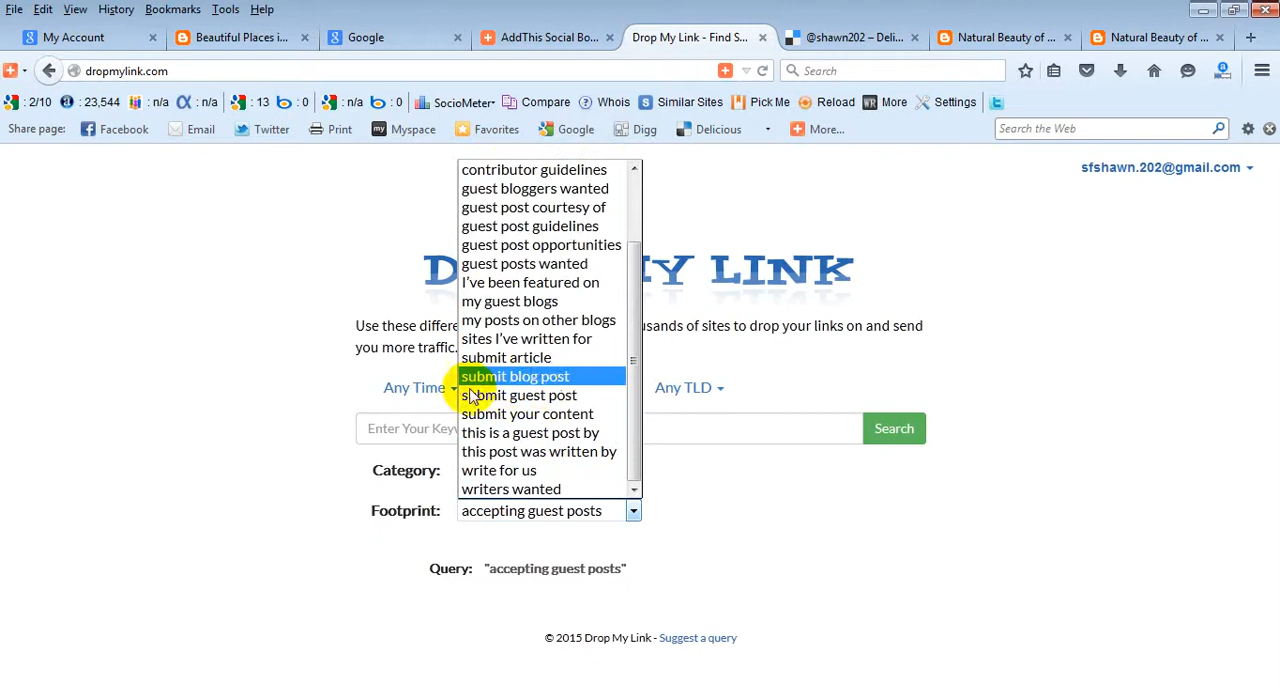 File Edit View History Bookmarks Tools Help
My Account Beautiful Places i... Google AddThis Social Bo... Drop My Link - Find S... @shawn202 – Deli... Natural Beauty of ... Natural Beauty of ...
dropmylink.com Search
: 2/10 : 23,544 : n/a : n/a : 13 : 0 : n/a : 0 SocioMeter Compare Whois Similar Sites Pick Me Reload More Settings
Share page: Facebook Email Twitter Print Myspace Favorites Google Digg Delicious More... Search the Web
sfshawn.202@gmail.com
contributor guidelines
guest bloggers wanted
guest post courtesy of
guest post guidelines
guest post opportunities
guest posts wanted
I've been featured on
my guest blogs
my posts on other blogs
sites I've written for
submit article
submit blog post
submit guest post
submit your content
this is a guest post by
this post was written by
write for us
writers wanted
D MY LINK
Use these differe usands of sites to drop your links on and send
you more traffic.
Any Time Any TLD
Enter Your Keyw Search
Category:
Footprint: accepting guest posts
Query: "accepting guest posts"
© 2015 Drop My Link - Suggest a query